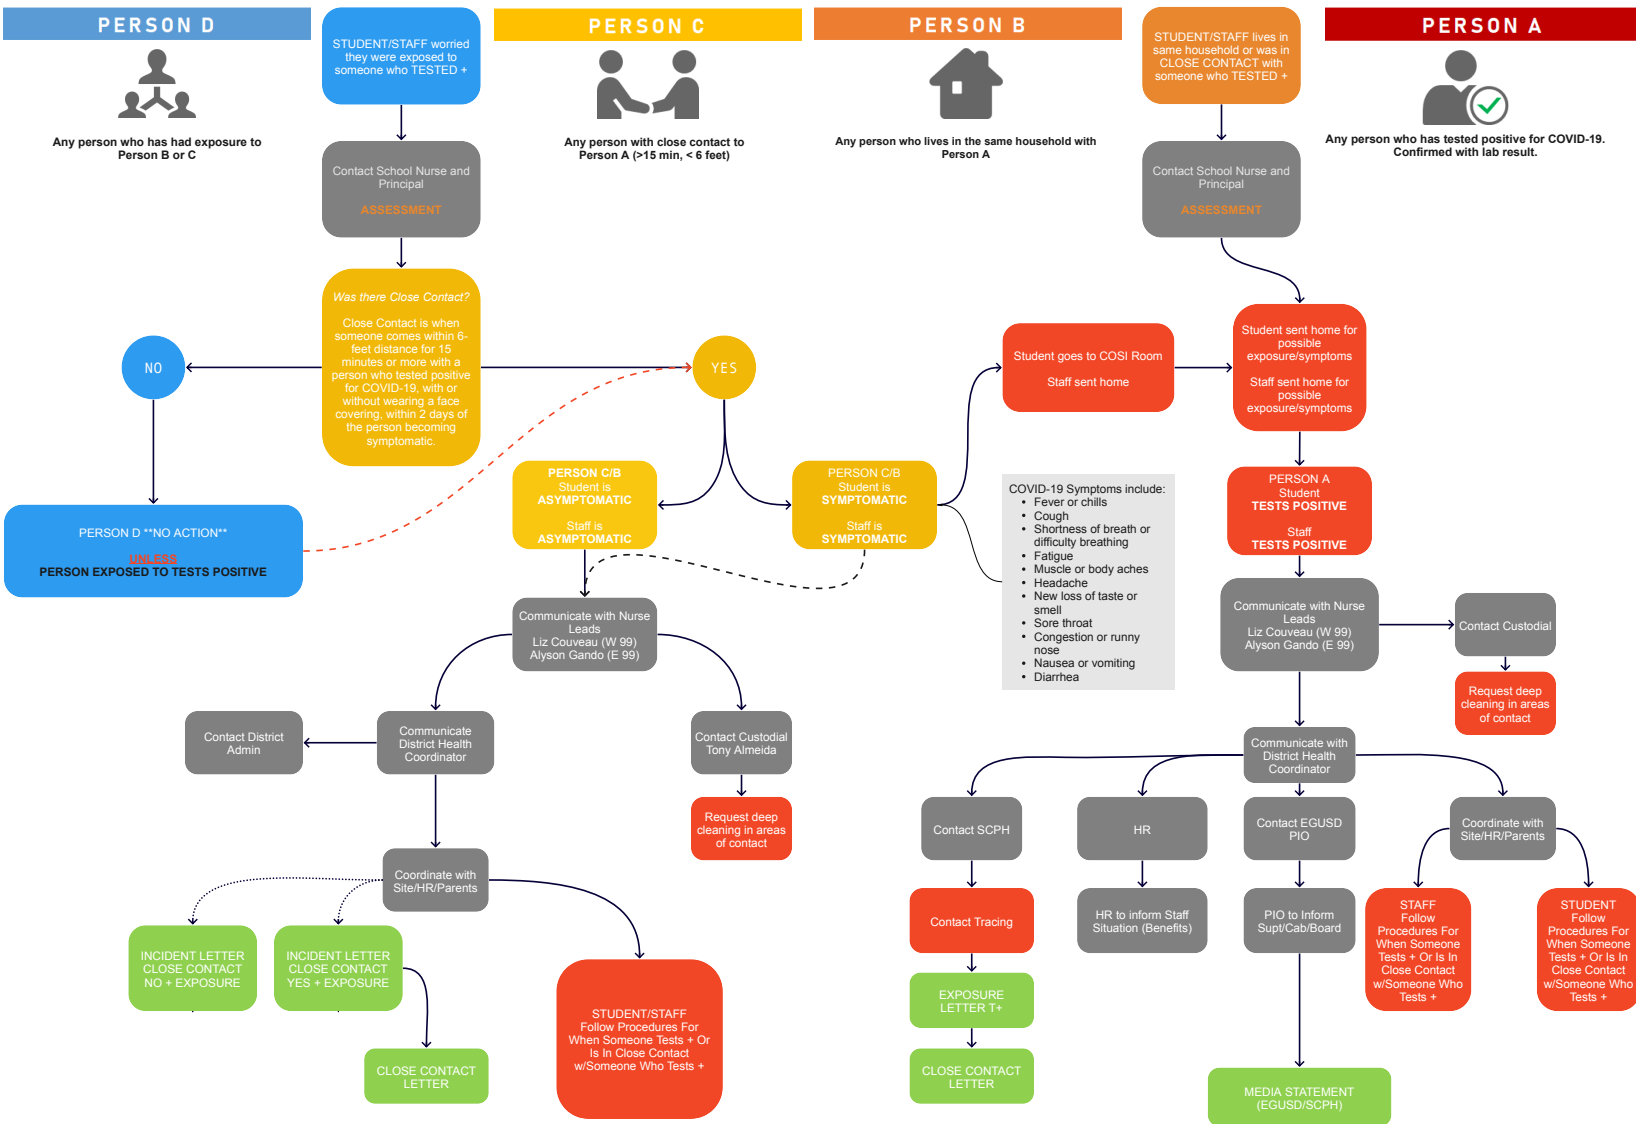 PERSON D
STUDENT/STAFF worried
they were exposed to
someone who TESTED +
PERSON C
PERSON B
STUDENT/STAFF lives in
same household or was in
CLOSE CONTACT with
someone who TESTED +
PERSON A
Any person who has had exposure to
Person B or C
Any person with close contact to
Person A (>15 min, < 6 feet)
Any person who lives in the same household with
Person A
Any person who has tested positive for COVID-19.
Confirmed with lab result.
Contact School Nurse and
Principal
ASSESSMENT
Contact School Nurse and
Principal
ASSESSMENT
Was there Close Contact?
Close Contact is when
someone comes within 6-
feet distance for 15
minutes or more with a
person who tested positive
for COVID-19, with or
without wearing a face
covering, within 2 days of
the person becoming
symptomatic.
NO
YES
Student goes to COSI Room
Staff sent home
Student sent home for
possible
exposure/symptoms
Staff sent home for
possible
exposure/symptoms
PERSON D **NO ACTION**
UNLESS
PERSON EXPOSED TO TESTS POSITIVE
PERSON C/B
Student is
ASYMPTOMATIC
Staff is
ASYMPTOMATIC
PERSON C/B
Student is
SYMPTOMATIC
Staff is
SYMPTOMATIC
COVID-19 Symptoms include:
• Fever or chills
• Cough
• Shortness of breath or
difficulty breathing
• Fatigue
• Muscle or body aches
• Headache
• New loss of taste or
smell
• Sore throat
• Congestion or runny
nose
• Nausea or vomiting
• Diarrhea
PERSON A
Student
TESTS POSITIVE
Staff
TESTS POSITIVE
Communicate with Nurse
Leads
Liz Couveau (W 99)
Alyson Gando (E 99)
Communicate with Nurse
Leads
Liz Couveau (W 99)
Alyson Gando (E 99)
Contact Custodial
Request deep
cleaning in areas
of contact
Contact District
Admin
Communicate
District Health
Coordinator
Contact Custodial
Tony Almeida
Request deep
cleaning in areas
of contact
Communicate with
District Health
Coordinator
Contact SCPH
HR
Contact EGUSD
PIO
Coordinate with
Site/HR/Parents
Coordinate with
Site/HR/Parents
Contact Tracing
HR to inform Staff
Situation (Benefits)
PIO to Inform
Supt/Cab/Board
STAFF
Follow
Procedures For
When Someone
Tests + Or Is In
Close Contact
w/Someone Who
Tests +
STUDENT
Follow
Procedures For
When Someone
Tests + Or Is In
Close Contact
w/Someone Who
Tests +
INCIDENT LETTER
CLOSE CONTACT
NO + EXPOSURE
INCIDENT LETTER
CLOSE CONTACT
YES + EXPOSURE
EXPOSURE
LETTER T+
STUDENT/STAFF
Follow Procedures For
When Someone Tests + Or
Is In Close Contact
w/Someone Who Tests +
CLOSE CONTACT
LETTER
CLOSE CONTACT
LETTER
MEDIA STATEMENT
(EGUSD/SCPH)